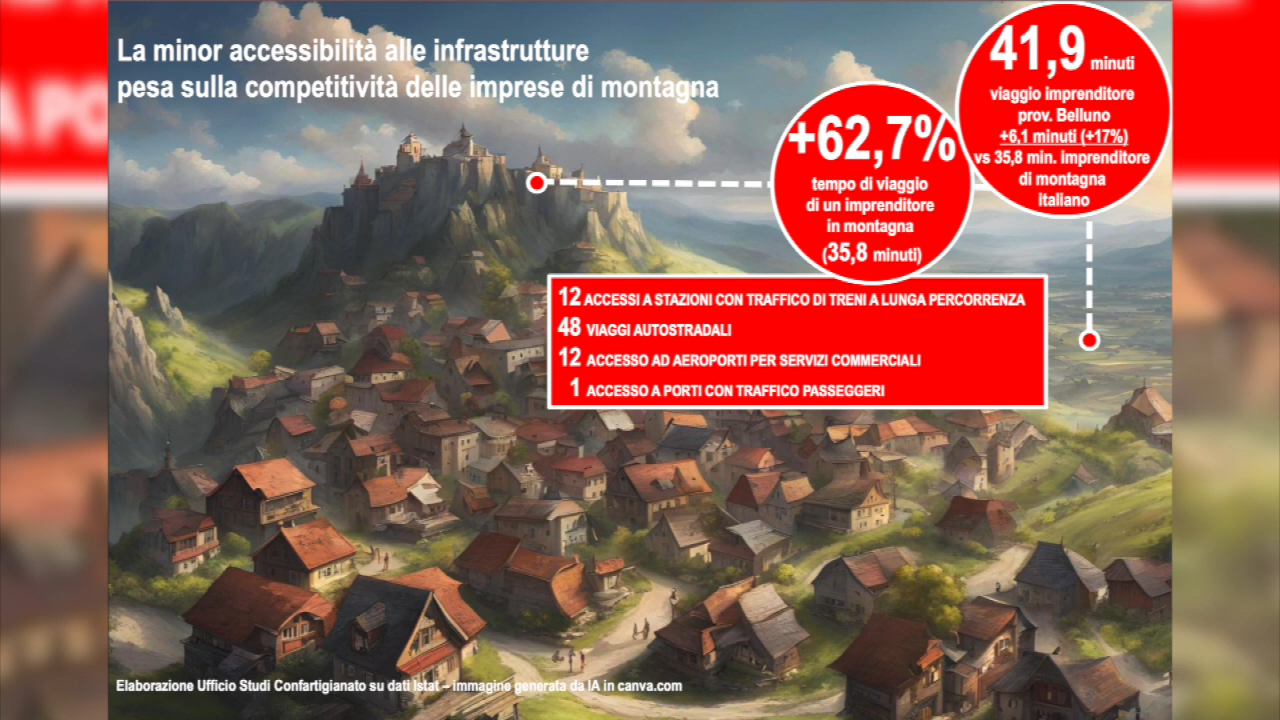 La minor accessibilità alle infrastrutture
pesa sulla competitività delle imprese di montagna
41,9 minuti
viaggio imprenditore
prov. Belluno
+6,1 minuti (+17%)
vs 35,8 min. imprenditore
di montagna
italiano
+62,7%
tempo di viaggio
di un imprenditore
in montagna
(35,8 minuti)
12 ACCESSI A STAZIONI CON TRAFFICO DI TRENI A LUNGA PERCORRENZA
48 VIAGGI AUTOSTRADALI
12 ACCESSO AD AEROPORTI PER SERVIZI COMMERCIALI
1 ACCESSO A PORTI CON TRAFFICO PASSEGGERI
Elaborazione Ufficio Studi Confartigianato su dati Istat – immagine generata da IA in canva.com